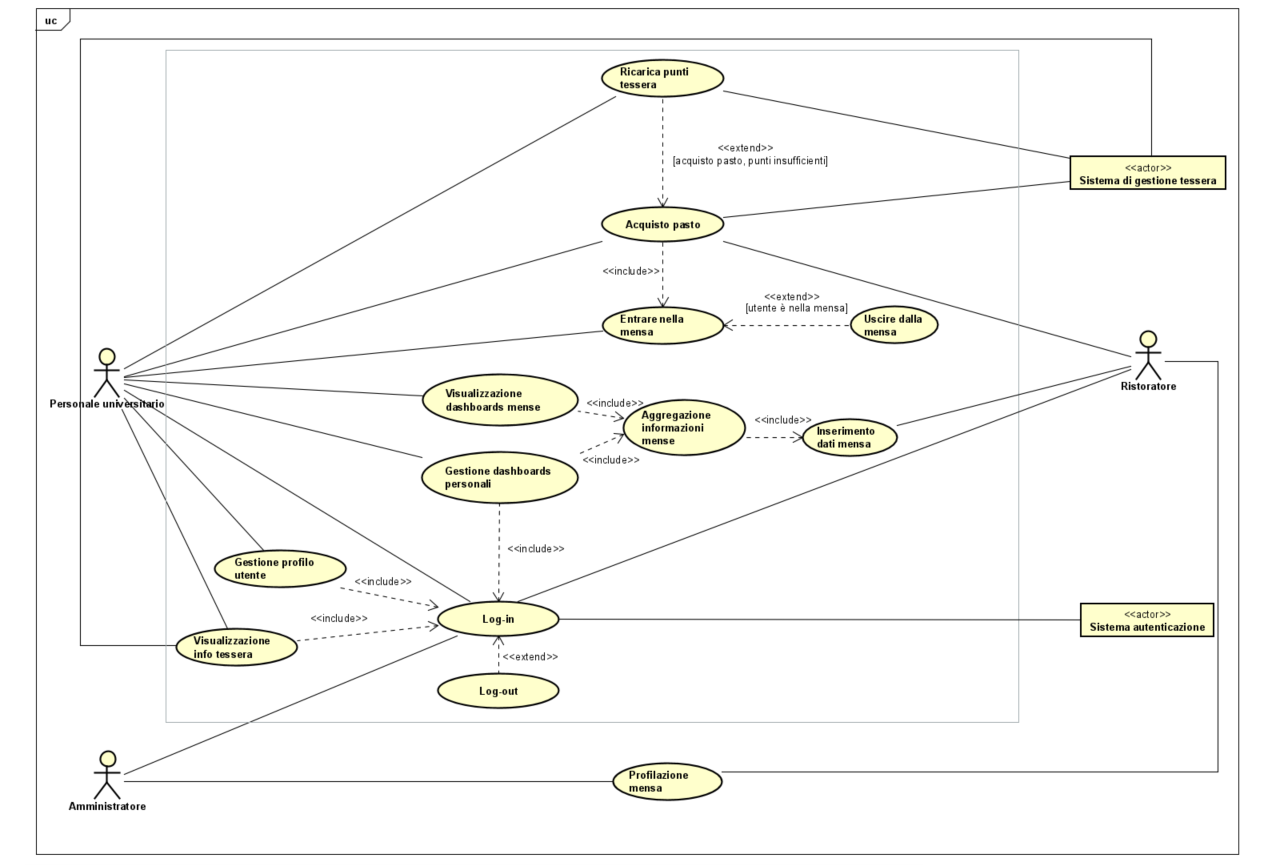 uc
Ricarica punti
tessera
<<extend>>
[acquisto pasto, punti insufficienti]
<<actor>>
Sistema di gestione tessera
Acquisto pasto
<<include>>
<<extend>>
[utente è nella mensa]
Entrare nella
mensa
Uscire dalla
mensa
Personale universitario
Ristoratore
Visualizzazione
dashboards mense
<<include>>
Aggregazione
informazioni
mense
<<include>>
Inserimento
dati mensa
<<include>>
Gestione dashboards
personali
<<include>>
Gestione profilo
utente
<<include>>
<<include>>
Log-in
<<actor>>
Sistema autenticazione
Visualizzazione
info tessera
<<extend>>
Log-out
Amministratore
Profilazione
mensa